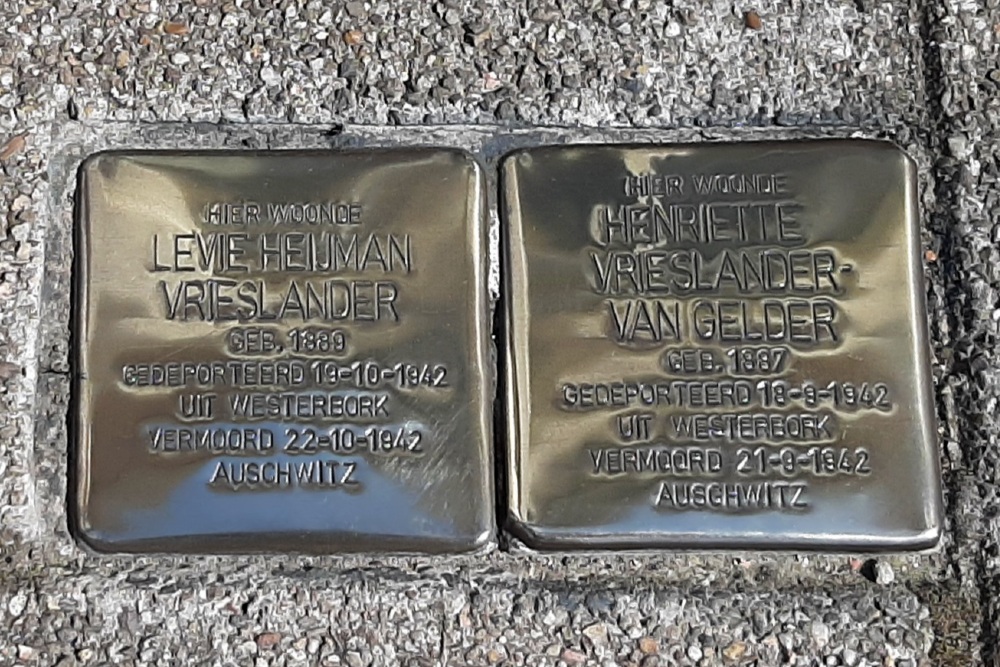 HIER WOONDE
LEVIE HEIJMAN
VRIESLANDER
GEB. 1889
GEDEPORTEERD 19-10-1942
UIT WESTERBORK
VERMOORD 22-10-1942
AUSCHWITZ
HIER WOONDE
HENRIETTE
VRIESLANDER-
VAN GELDER
GEB. 1887
GEDEPORTEERD 18-9-1942
UIT WESTERBORK
VERMOORD 21-9-1942
AUSCHWITZ